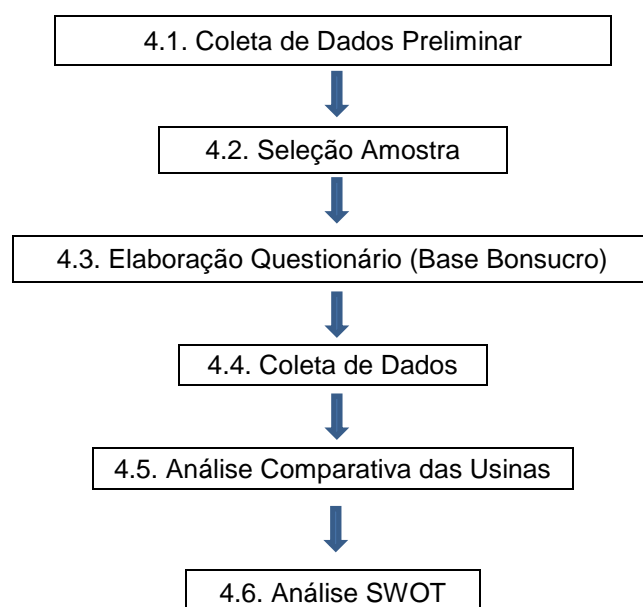 4.1. Coleta de Dados Preliminar
4.2. Seleção Amostra
4.3. Elaboração Questionário (Base Bonsucro)
4.4. Coleta de Dados
4.5. Análise Comparativa das Usinas
4.6. Análise SWOT